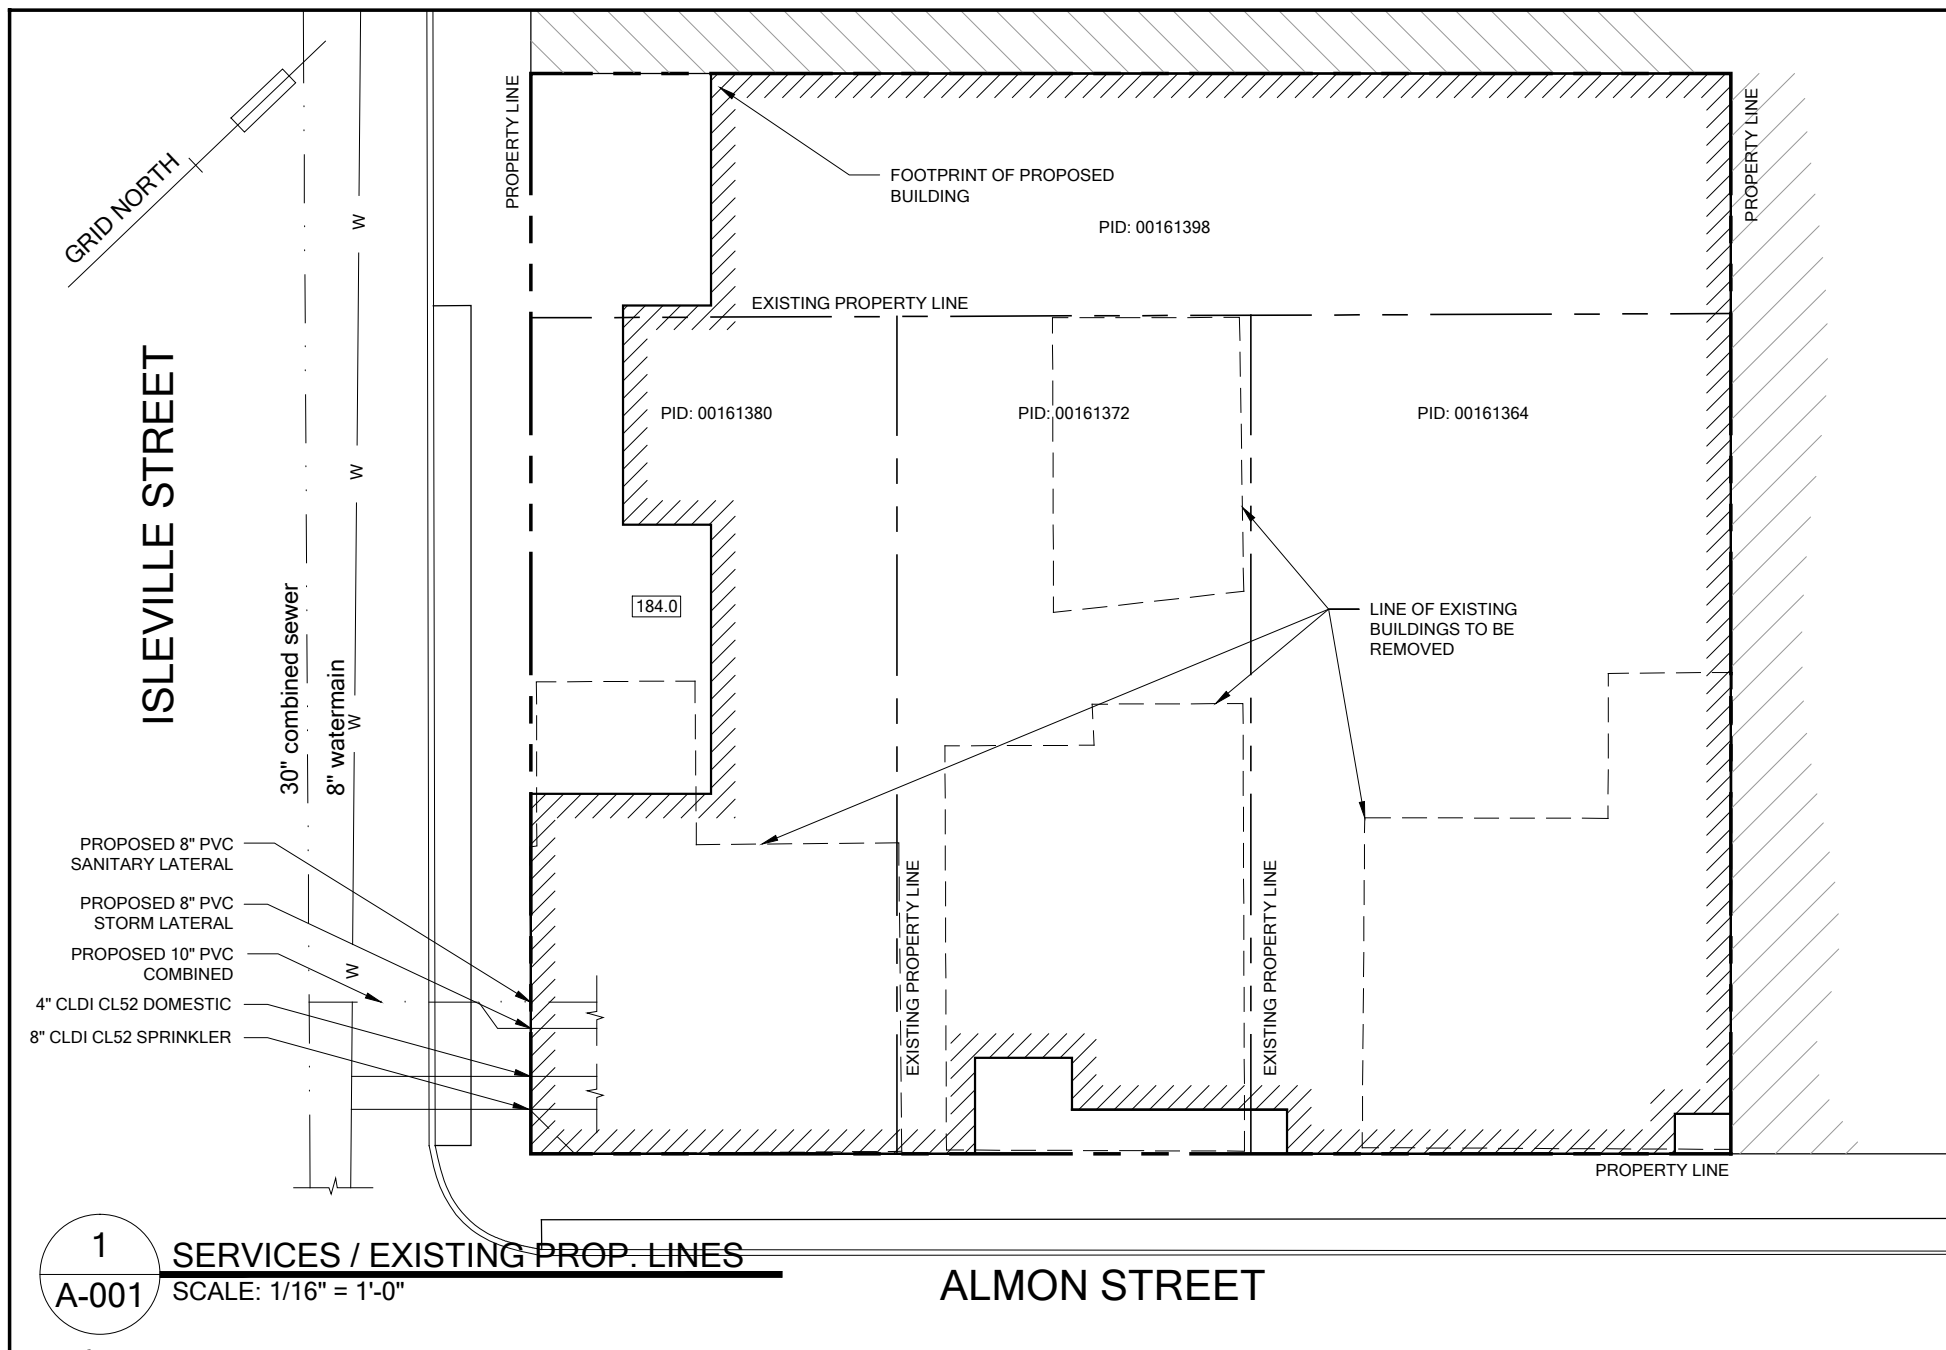 GRID NORTH
PROPERTY LINE
PROPERTY LINE
FOOTPRINT OF PROPOSED
BUILDING
PID: 00161398
W
EXISTING PROPERTY LINE
ISLEVILLE STREET
PID: 00161380
PID: 00161372
PID: 00161364
W
184.0
LINE OF EXISTING
BUILDINGS TO BE
REMOVED
30" combined sewer
8" watermain
W
PROPOSED 8" PVC
SANITARY LATERAL
PROPOSED 8" PVC
STORM LATERAL
PROPOSED 10" PVC
COMBINED
W
4" CLDI CL52 DOMESTIC
8" CLDI CL52 SPRINKLER
EXISTING PROPERTY LINE
EXISTING PROPERTY LINE
PROPERTY LINE
1
A-001
SERVICES / EXISTING PROP. LINES
SCALE: 1/16" = 1'-0"
ALMON STREET